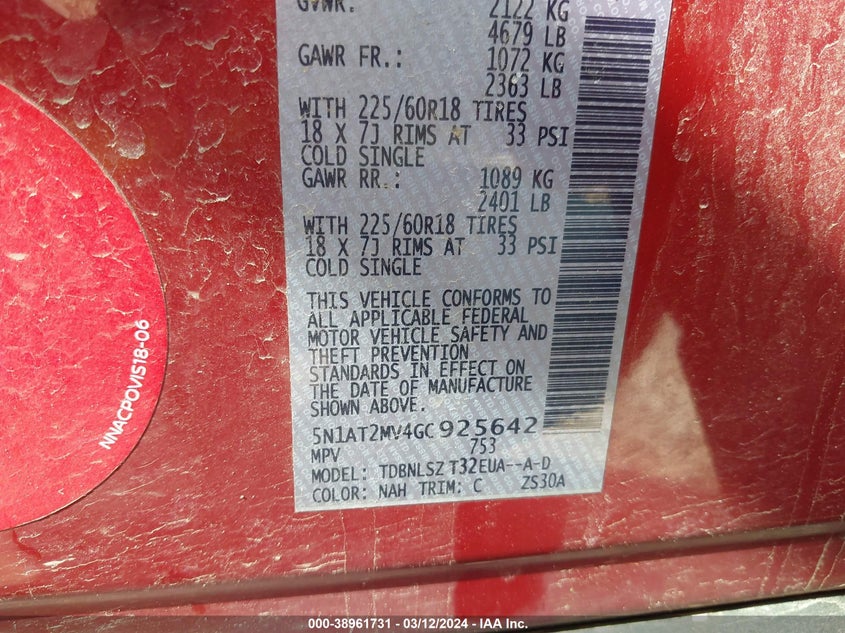 GVWR: 2122 KG
4679 LB
GAWR FR.: 1072 KG
2363 LB
WITH 225/60R18 TIRES
18 X 7J RIMS AT 33 PSI
COLD SINGLE
GAWR RR.: 1089 KG
2401 LB
WITH 225/60R18 TIRES
18 X 7J RIMS AT 33 PSI
COLD SINGLE
THIS VEHICLE CONFORMS TO
ALL APPLICABLE FEDERAL
MOTOR VEHICLE SAFETY AND
THEFT PREVENTION
STANDARDS IN EFFECT ON
THE DATE OF MANUFACTURE
SHOWN ABOVE.
5N1AT2MV4GC925642
MPV 753
MODEL: TDBNLSZ T32EUA--A-D
COLOR: NAH TRIM: C ZS30A
NNACPOVIS18-06
000-38961731 - 03/12/2024 - IAA Inc.